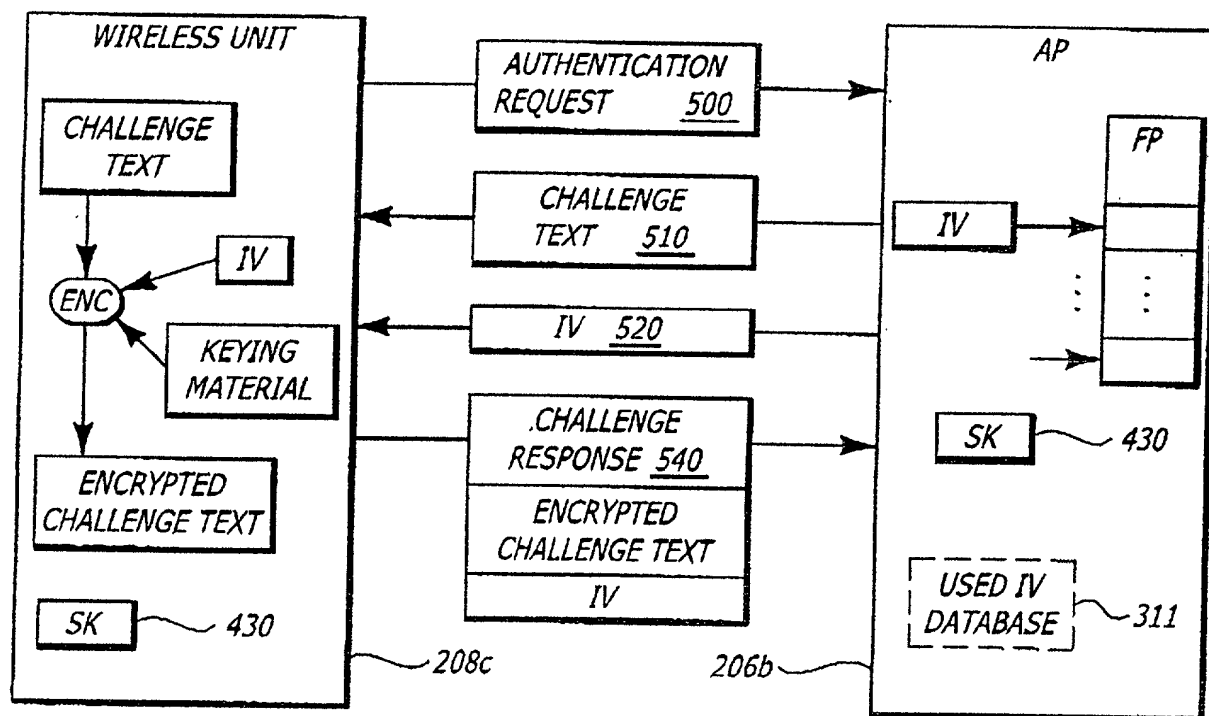 WIRELESS UNIT
CHALLENGE
TEXT
IV
ENC
KEYING
MATERIAL
ENCRYPTED
CHALLENGE TEXT
SK
430
208c
AUTHENTICATION
REQUEST 500
CHALLENGE
TEXT 510
IV 520
.CHALLENGE
RESPONSE 540
ENCRYPTED
CHALLENGE TEXT
IV
206b
AP
FP
IV
SK
430
USED IV
DATABASE
311